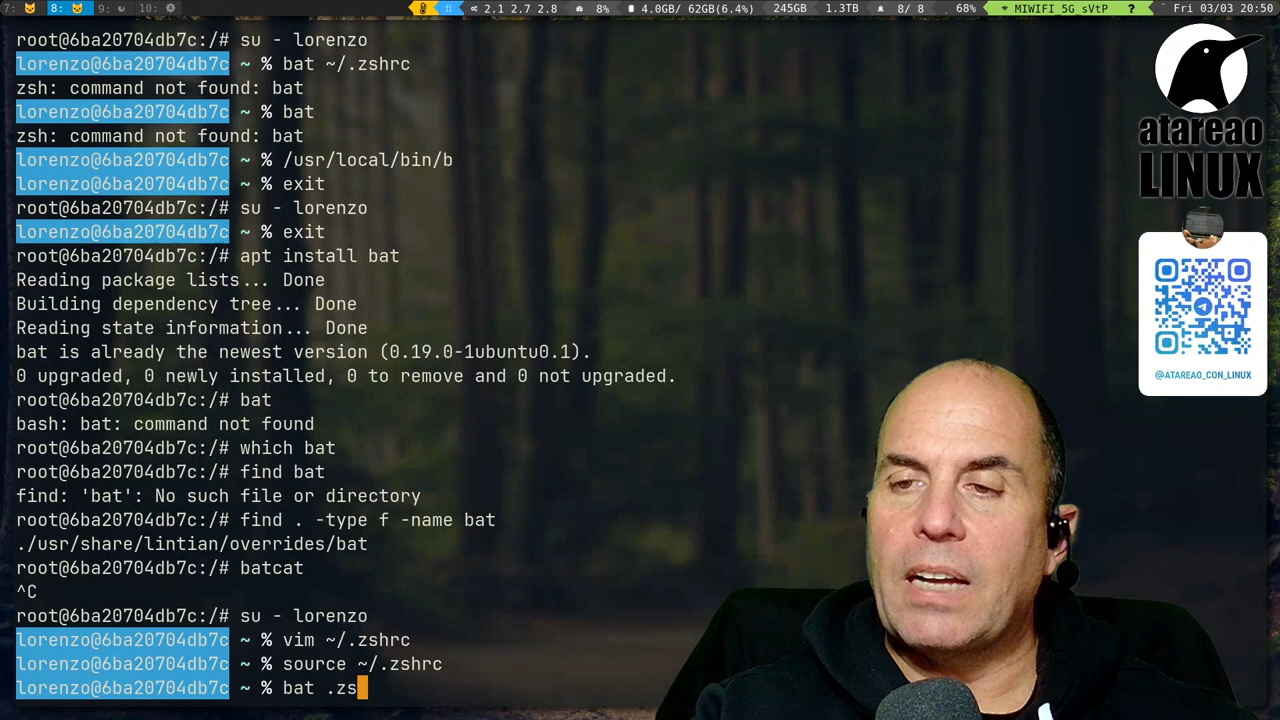 7: 8: 9: 10: 2.1 2.7 2.8 8% 4.0GB/ 62GB(6.4%) 245GB 1.3TB 8/ 8 68% MIWIFI 5G sVtP ? Fri 03/03 20:50
root@6ba20704db7c:/# su - lorenzo
lorenzo@6ba20704db7c ~ % bat ~/.zshrc
zsh: command not found: bat
lorenzo@6ba20704db7c ~ % bat
zsh: command not found: bat
lorenzo@6ba20704db7c ~ % /usr/local/bin/b
lorenzo@6ba20704db7c ~ % exit
root@6ba20704db7c:/# su - lorenzo
lorenzo@6ba20704db7c ~ % exit
root@6ba20704db7c:/# apt install bat
Reading package lists... Done
Building dependency tree... Done
Reading state information... Done
bat is already the newest version (0.19.0-1ubuntu0.1).
0 upgraded, 0 newly installed, 0 to remove and 0 not upgraded.
root@6ba20704db7c:/# bat
bash: bat: command not found
root@6ba20704db7c:/# which bat
root@6ba20704db7c:/# find bat
find: 'bat': No such file or directory
root@6ba20704db7c:/# find . -type f -name bat
./usr/share/lintian/overrides/bat
root@6ba20704db7c:/# batcat
^C
root@6ba20704db7c:/# su - lorenzo
lorenzo@6ba20704db7c ~ % vim ~/.zshrc
lorenzo@6ba20704db7c ~ % source ~/.zshrc
lorenzo@6ba20704db7c ~ % bat .zs
atareao
LINUX
@ATAREAO_CON_LINUX